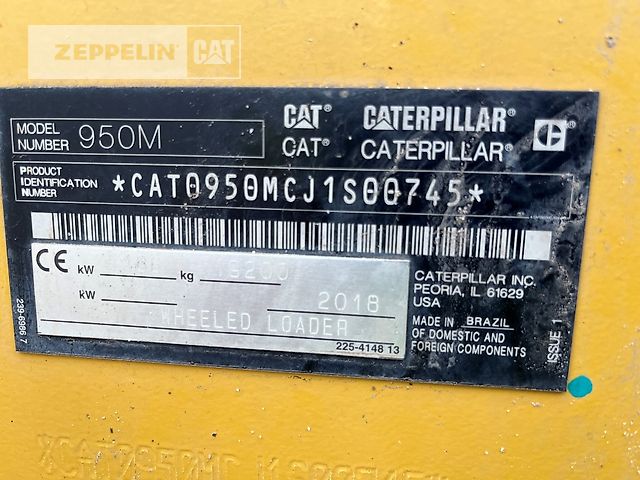 ZEPPELIN CAT
CAT® CATERPILLAR®
CAT® CATERPILLAR®
MODEL NUMBER 950M
PRODUCT IDENTIFICATION NUMBER *CAT0950MCJ1S00745*
CE kW kg
kW 2018
WHEELED LOADER
225-4148 13
239-6986 7
CATERPILLAR INC.
PEORIA, IL 61629
USA
MADE IN BRAZIL
OF DOMESTIC AND
FOREIGN COMPONENTS
ISSUE 1